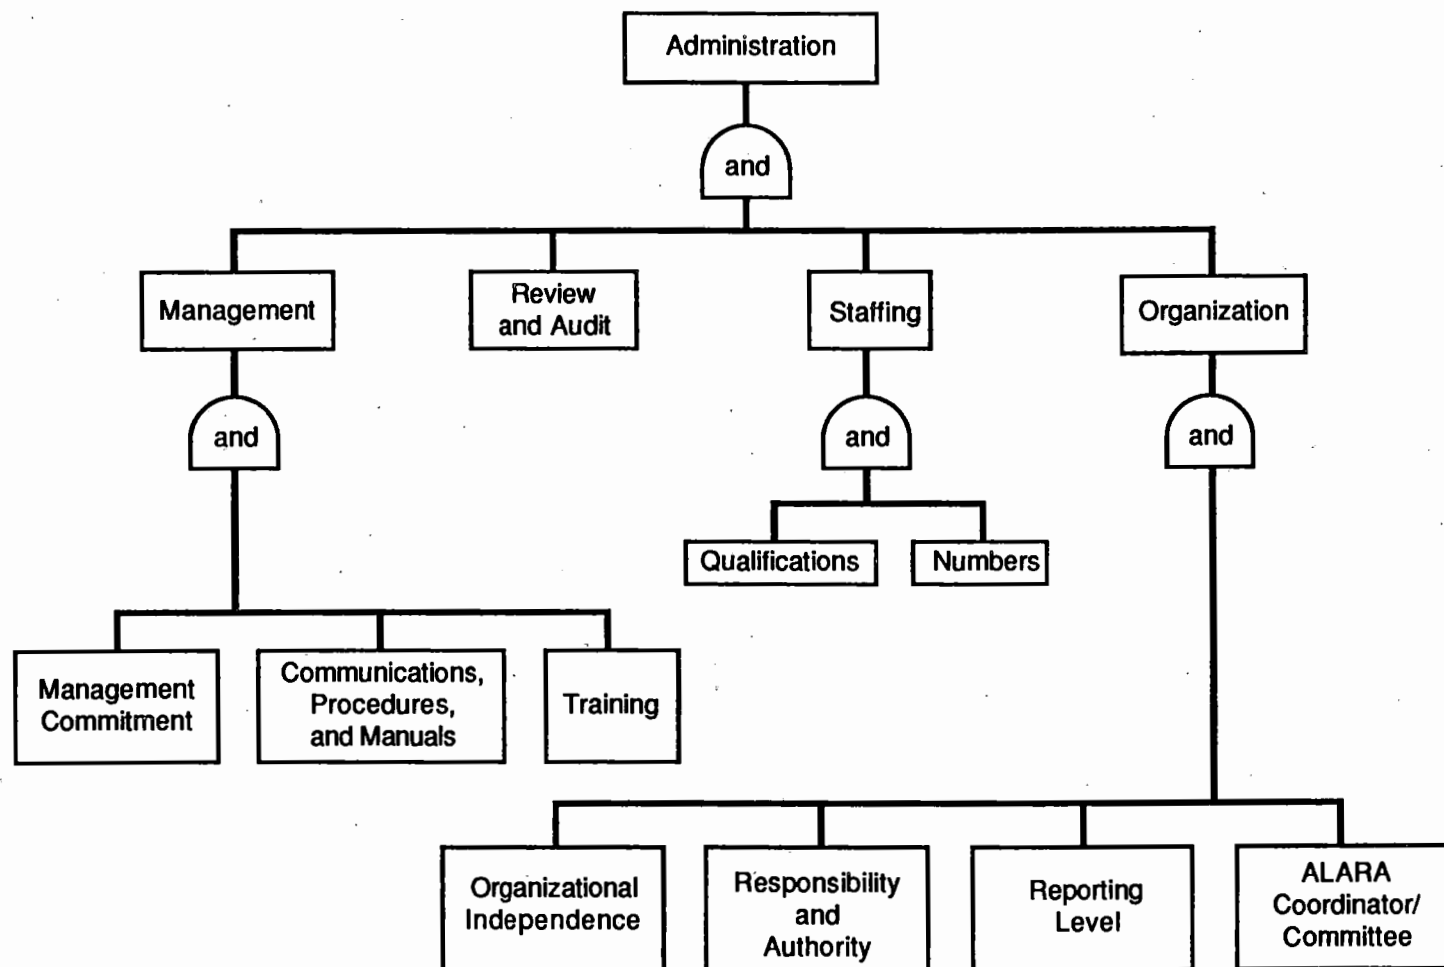 Administration
and
Management
Review
and Audit
Staffing
Organization
and
and
and
Qualifications
Numbers
Management
Commitment
Communications,
Procedures,
and Manuals
Training
Organizational
Independence
Responsibility
and
Authority
Reporting
Level
ALARA
Coordinator/
Committee